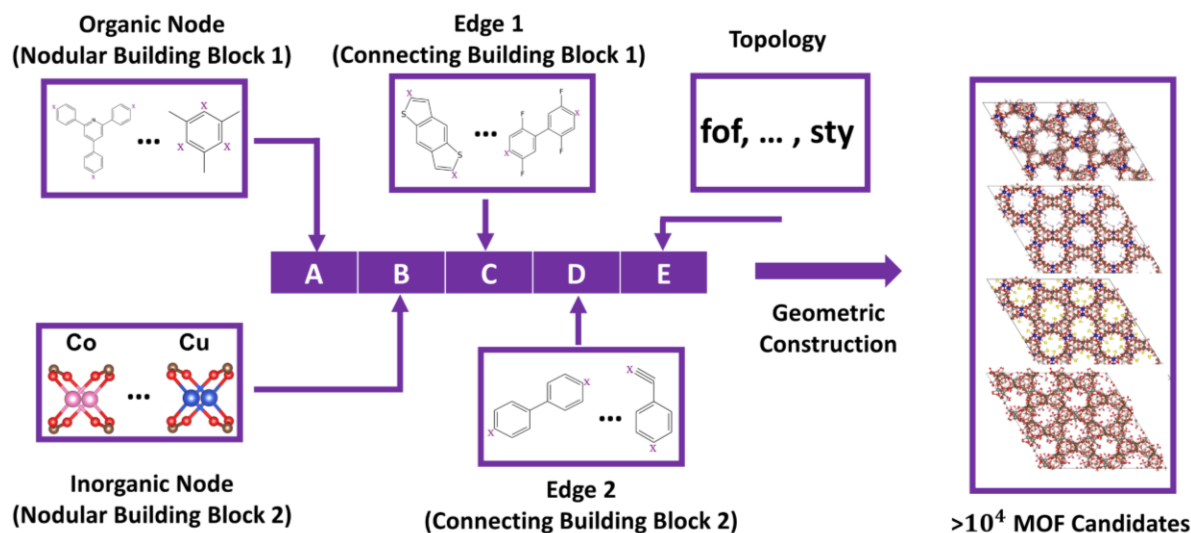 Organic Node
(Nodular Building Block 1)
X
X
X
...
X
X
X
Edge 1
(Connecting Building Block 1)
X
S
S
X
...
F
F
X
X
F
F
Topology
fof, ... , sty
A
B
C
D
E
Geometric
Construction
Co
Cu
...
Inorganic Node
(Nodular Building Block 2)
X
X
...
X
X
Edge 2
(Connecting Building Block 2)
>10⁴ MOF Candidates